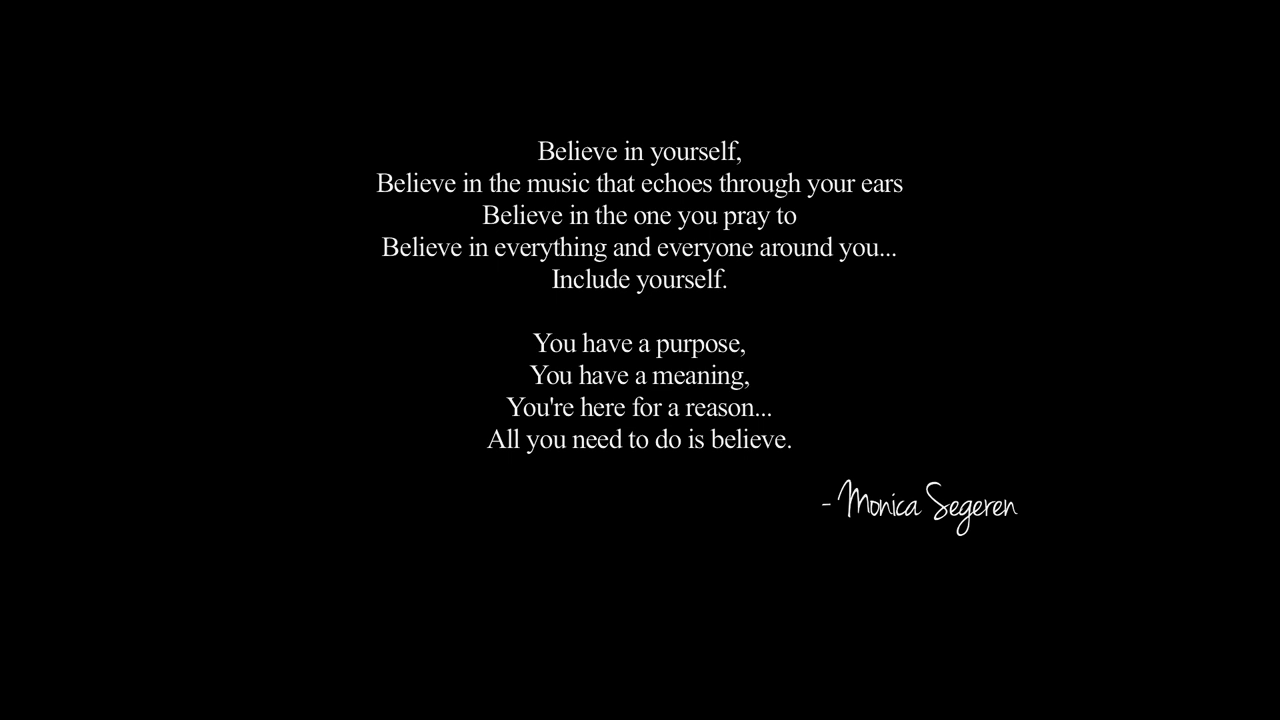 Believe in yourself,
Believe in the music that echoes through your ears
Believe in the one you pray to
Believe in everything and everyone around you...
Include yourself.
You have a purpose,
You have a meaning,
You're here for a reason...
All you need to do is believe.
- Monica Segeren